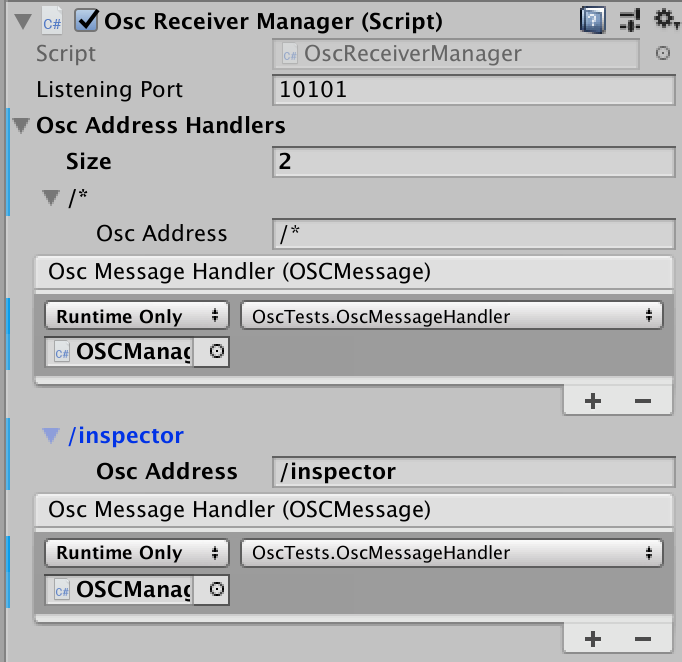 C# Osc Receiver Manager (Script)
Script C# OscReceiverManager
Listening Port 10101
Osc Address Handlers
Size 2
/*
Osc Address /*
Osc Message Handler (OSCMessage)
Runtime Only OscTests.OscMessageHandler
C# OSCManag
+ −
/inspector
Osc Address /inspector
Osc Message Handler (OSCMessage)
Runtime Only OscTests.OscMessageHandler
C# OSCManag
+ −